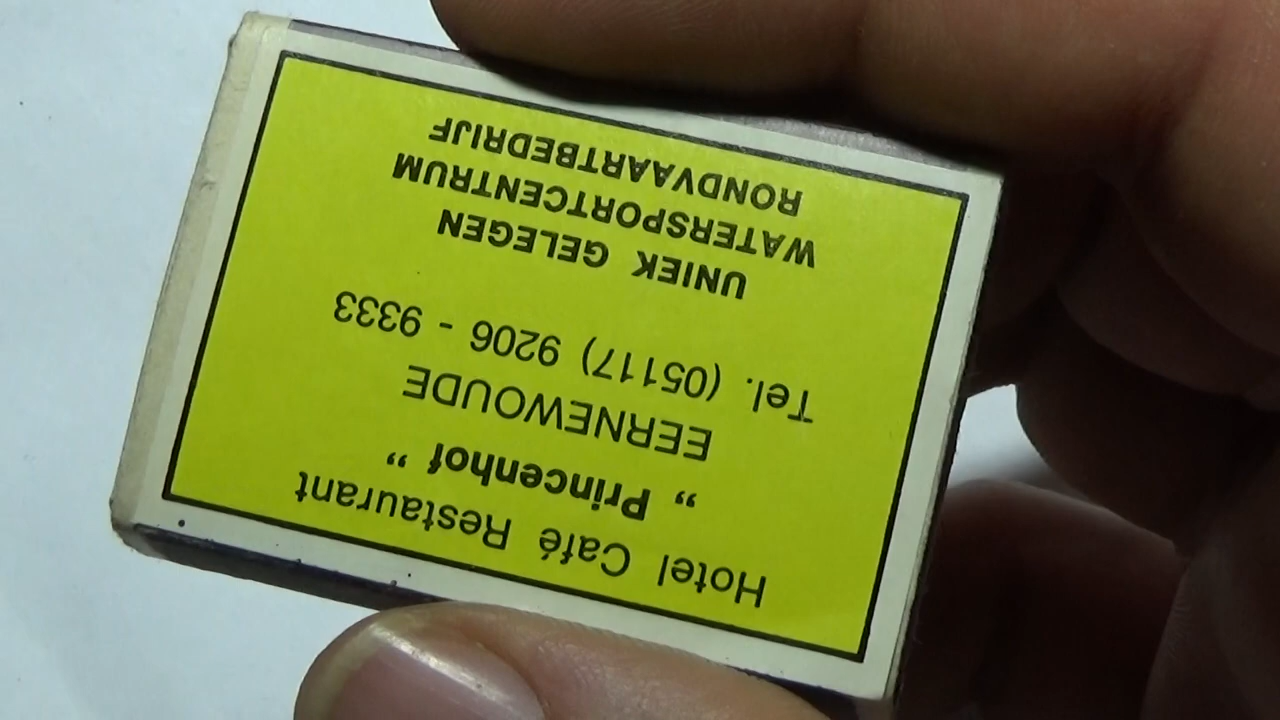 Hotel Café Restaurant
„ Princenhof ”
EERNEWOUDE
Tel. (05117) 9206 - 9333
UNIEK GELEGEN
WATERSPORTCENTRUM
RONDVAARTBEDRIJF